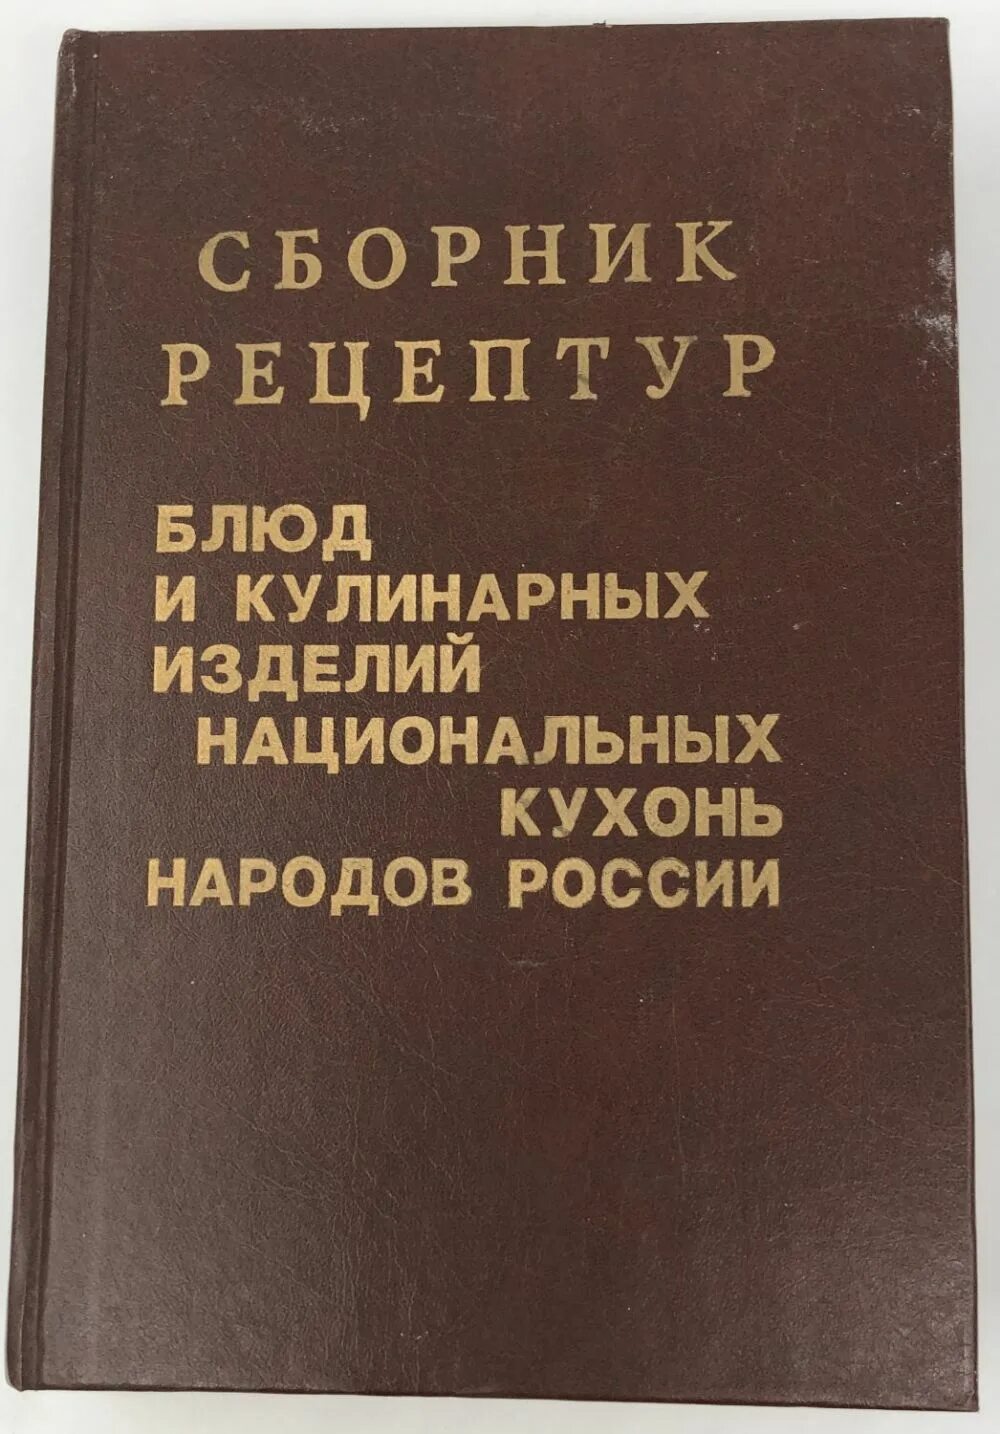 СБОРНИК
РЕЦЕПТУР
БЛЮД
И КУЛИНАРНЫХ
ИЗДЕЛИЙ
НАЦИОНАЛЬНЫХ
КУХОНЬ
НАРОДОВ РОССИИ